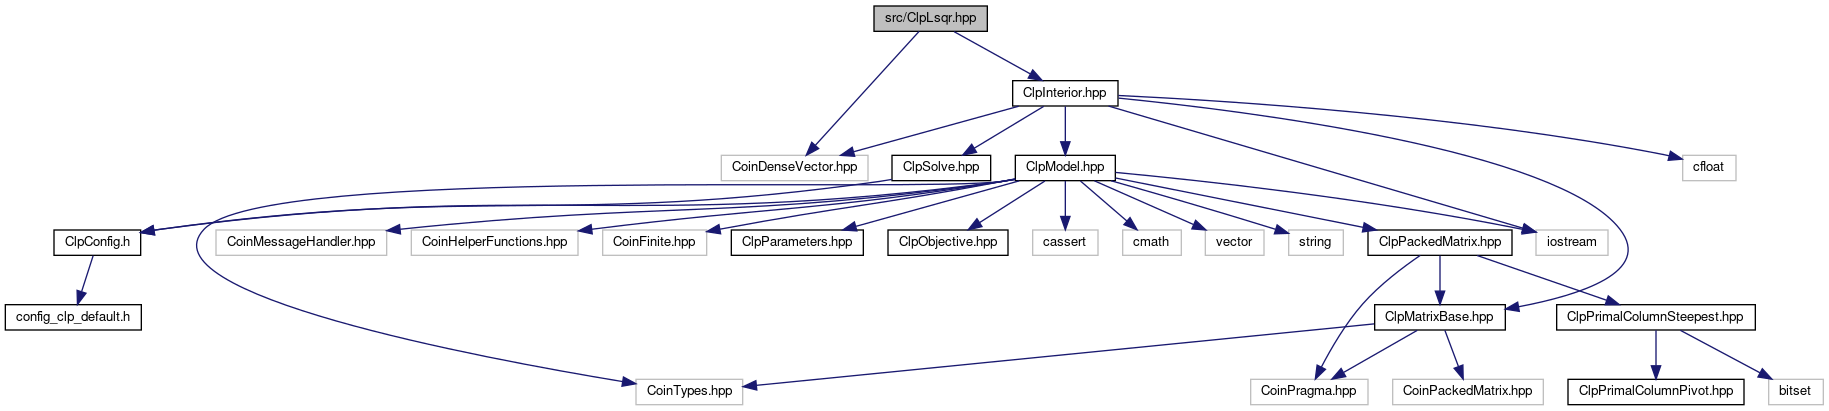 src/ClpLsqr.hpp
ClpInterior.hpp
CoinDenseVector.hpp
ClpSolve.hpp
ClpModel.hpp
cfloat
ClpConfig.h
CoinMessageHandler.hpp
CoinHelperFunctions.hpp
CoinFinite.hpp
ClpParameters.hpp
ClpObjective.hpp
cassert
cmath
vector
string
ClpPackedMatrix.hpp
iostream
config_clp_default.h
ClpMatrixBase.hpp
ClpPrimalColumnSteepest.hpp
CoinTypes.hpp
CoinPragma.hpp
CoinPackedMatrix.hpp
ClpPrimalColumnPivot.hpp
bitset